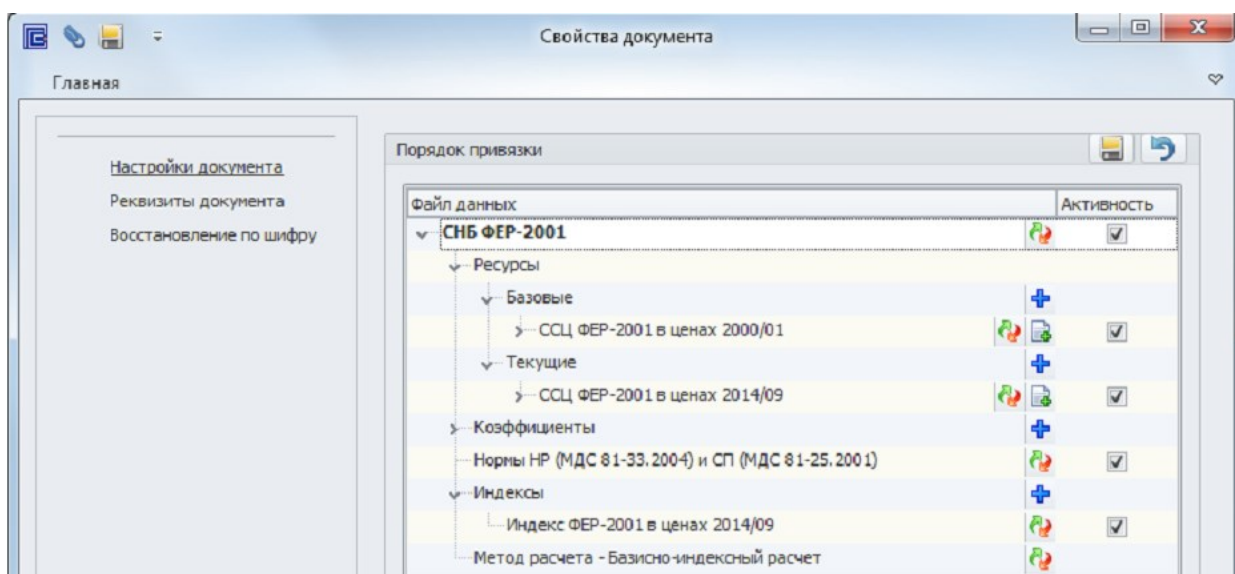 Свойства документа
Главная
Настройки документа
Реквизиты документа
Восстановление по шифру
Порядок привязки
Файл данных Активность
СНБ ФЕР-2001
Ресурсы
Базовые
ССЦ ФЕР-2001 в ценах 2000/01
Текущие
ССЦ ФЕР-2001 в ценах 2014/09
Коэффициенты
Нормы НР (МДС 81-33.2004) и СП (МДС 81-25.2001)
Индексы
Индекс ФЕР-2001 в ценах 2014/09
Метод расчета - Базисно-индексный расчет